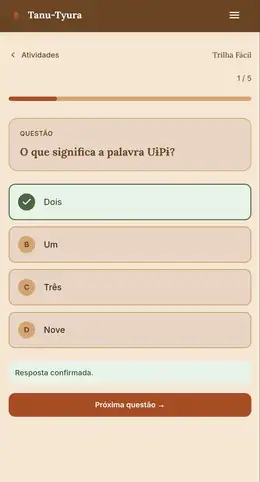 Tanu-Tyura
Atividades
Trilha Fácil
1 / 5
QUESTÃO
O que significa a palavra UɨPɨ?
Dois
B Um
C Três
D Nove
Resposta confirmada.
Próxima questão →